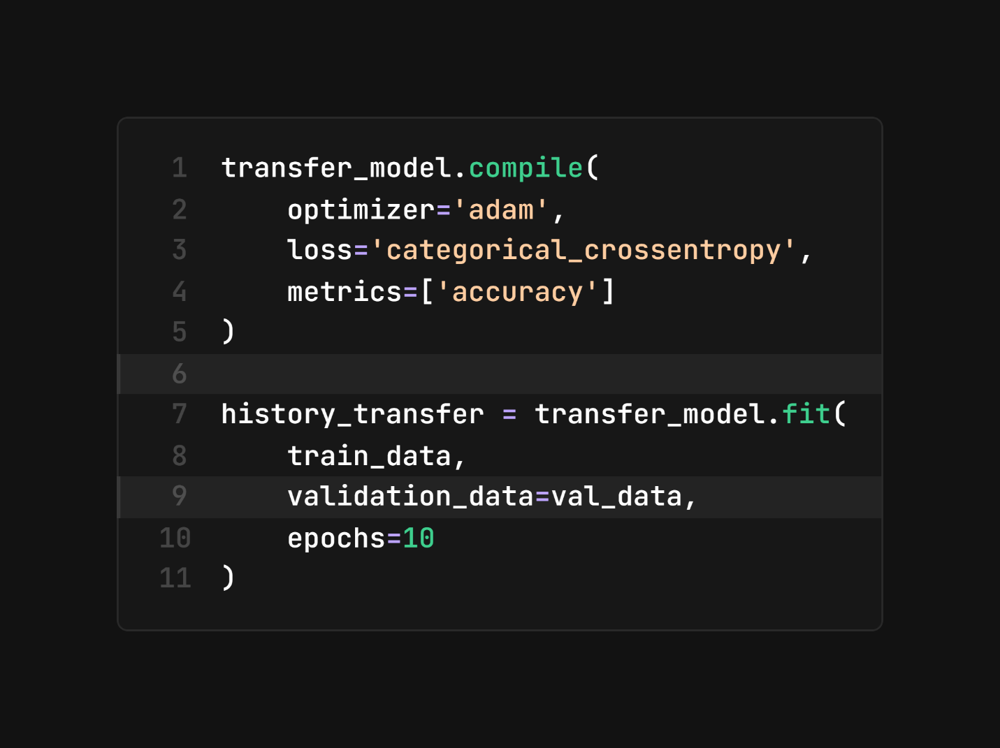 1 transfer_model.compile(
2     optimizer='adam',
3     loss='categorical_crossentropy',
4     metrics=['accuracy']
5 )
6
7 history_transfer = transfer_model.fit(
8     train_data,
9     validation_data=val_data,
10     epochs=10
11 )